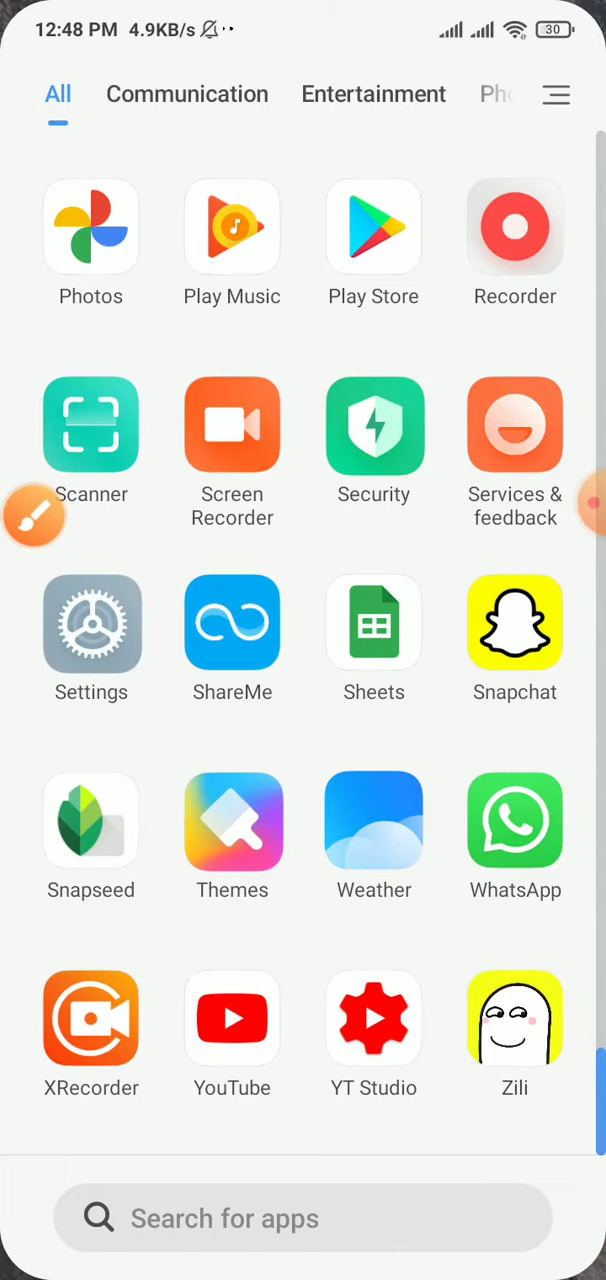 12:48 PM 4.9KB/s 30
All Communication Entertainment Pho
Photos Play Music Play Store Recorder
Scanner Screen Recorder Security Services & feedback
Settings ShareMe Sheets Snapchat
Snapseed Themes Weather WhatsApp
XRecorder YouTube YT Studio Zili
Search for apps